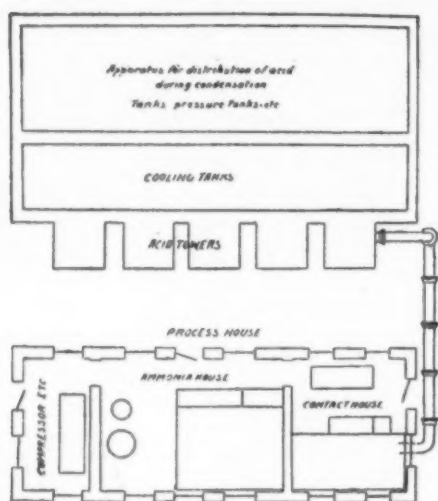 Apparatus Air distribution of acid
during condensation
Tanks pressure Tanks-etc
COOLING TANKS
ACID TOWERS
PROCESS HOUSE
AMMONIA HOUSE
COMPRESSOR ETC
CONTACT HOUSE